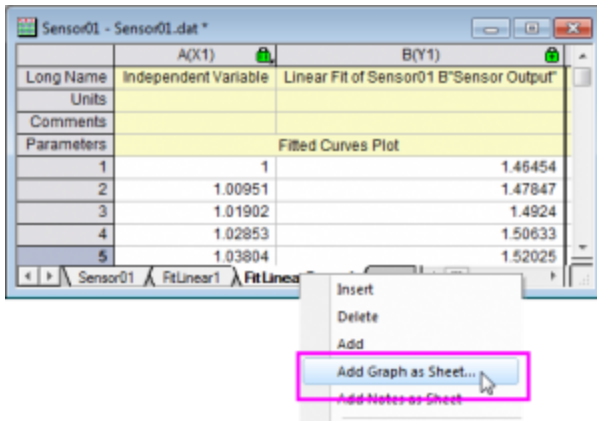 Sensor01 - Sensor01.dat *
A(X1) B(Y1)
Long Name Independent Variable Linear Fit of Sensor01 B"Sensor Output"
Units
Comments
Parameters Fitted Curves Plot
1 1 1.46454
2 1.00951 1.47847
3 1.01902 1.4924
4 1.02853 1.50633
5 1.03804 1.52025
Sensor01 FitLinear1
Insert
Delete
Add
Add Graph as Sheet...
Add Notes as Sheet